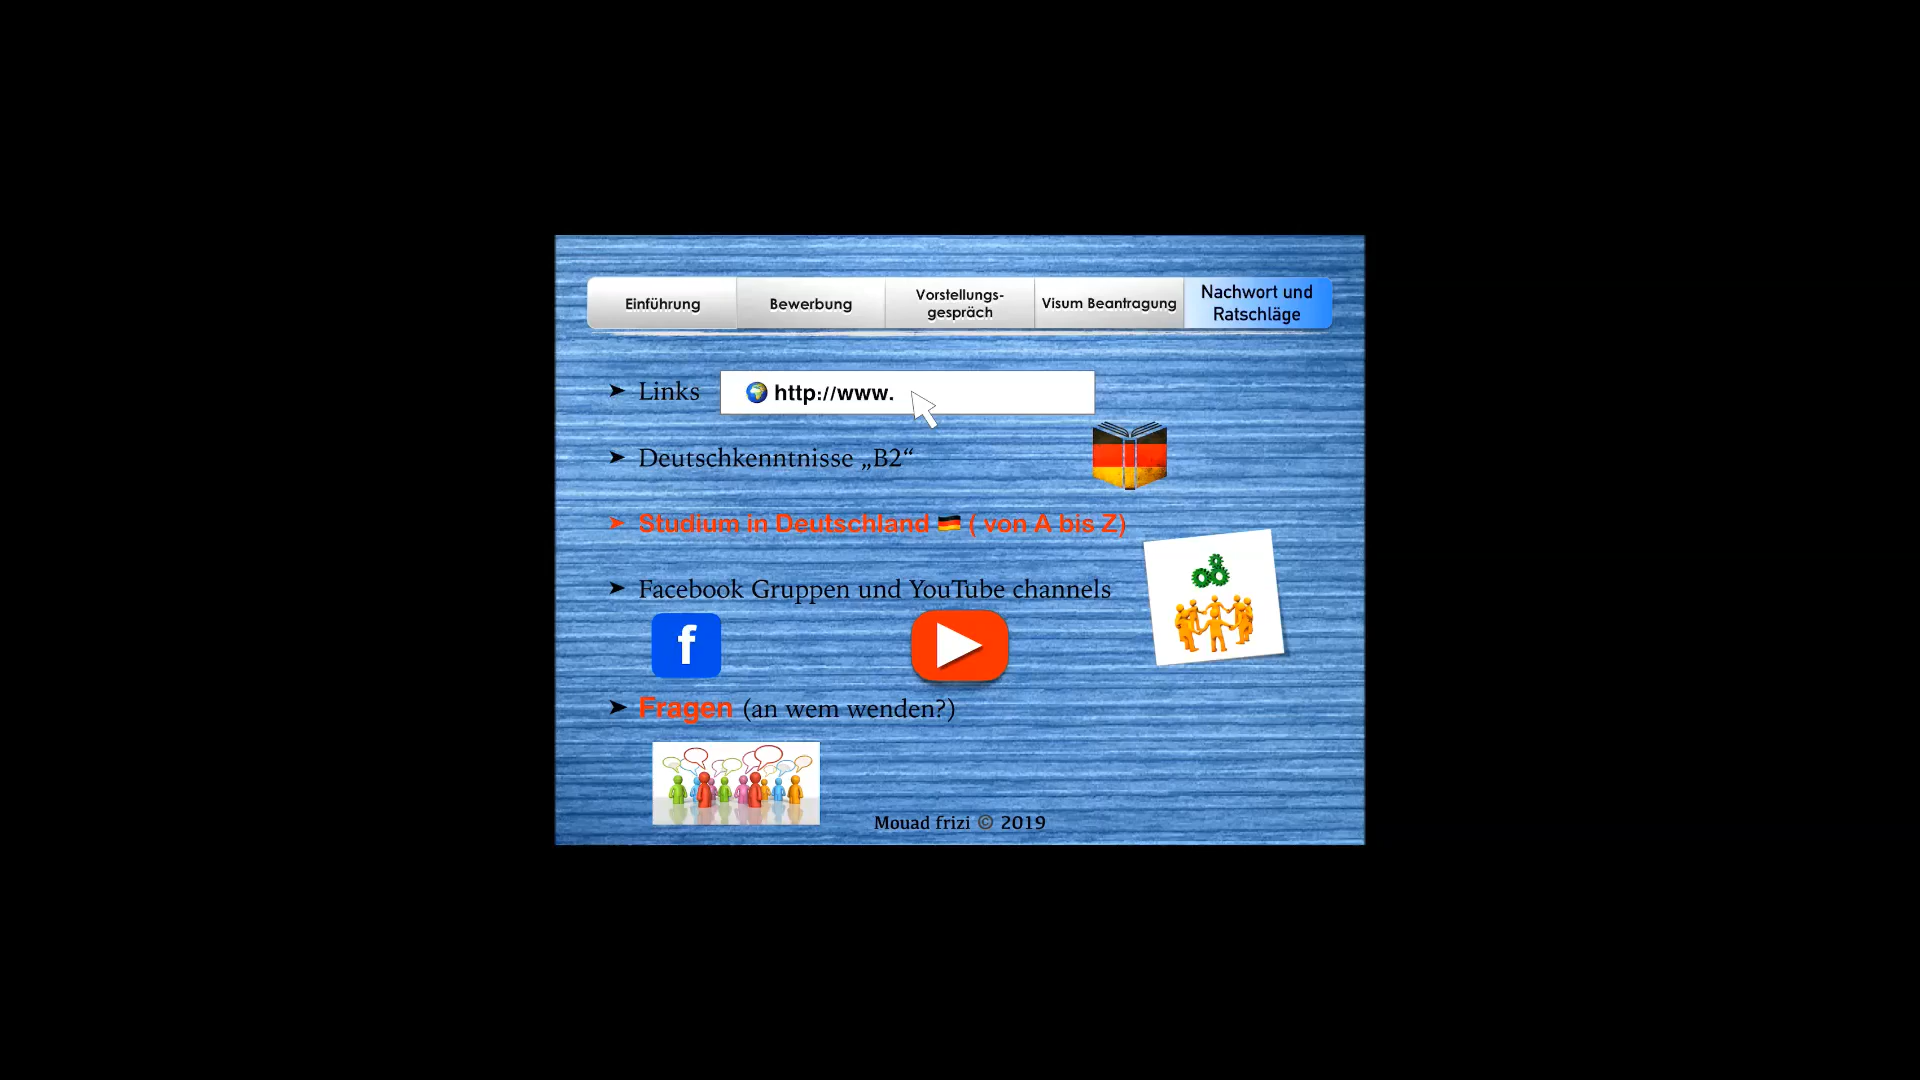 Einführung
Bewerbung
Vorstellungs-
gespräch
Visum Beantragung
Nachwort und
Ratschläge
➤ Links
http://www.
➤ Deutschkenntnisse „B2“
➤ Studium in Deutschland 🇩🇪 ( von A bis Z)
➤ Facebook Gruppen und YouTube channels
f
➤ Fragen (an wem wenden?)
Mouad frizi © 2019